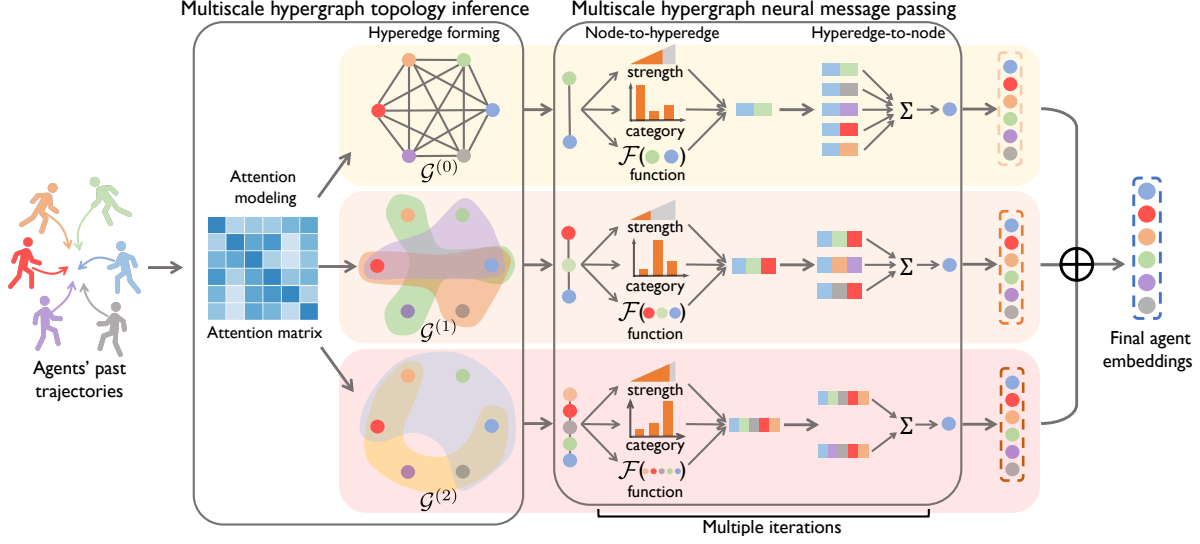 Multiscale hypergraph topology inference
Multiscale hypergraph neural message passing
Hyperedge forming
Node-to-hyperedge
Hyperedge-to-node
Attention
modeling
Attention matrix
Agents' past
trajectories
𝒢⁽⁰⁾
strength
category
ℱ( )
function
Σ
𝒢⁽¹⁾
strength
category
ℱ( )
function
Σ
𝒢⁽²⁾
strength
category
ℱ( )
function
Σ
Multiple iterations
Final agent
embeddings